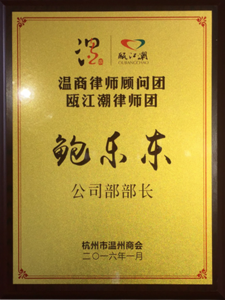 温
瓯江潮
OUJIANGCHAO
温商律师顾问团
瓯江潮律师团
鲍乐东
公司部部长
杭州市温州商会
二〇一六年一月